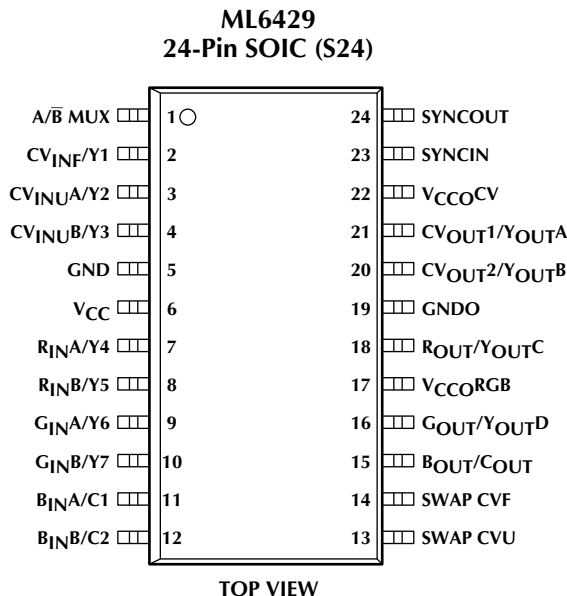 ML6429
24-Pin SOIC (S24)
A/B̅ MUX 1 24 SYNCOUT
CVINF/Y1 2 23 SYNCIN
CVINUA/Y2 3 22 VCCOCV
CVINUB/Y3 4 21 CVOUT1/YOUTA
GND 5 20 CVOUT2/YOUTB
VCC 6 19 GNDO
RINA/Y4 7 18 ROUT/YOUTC
RINB/Y5 8 17 VCCORGB
GINA/Y6 9 16 GOUT/YOUTD
GINB/Y7 10 15 BOUT/COUT
BINA/C1 11 14 SWAP CVF
BINB/C2 12 13 SWAP CVU
TOP VIEW